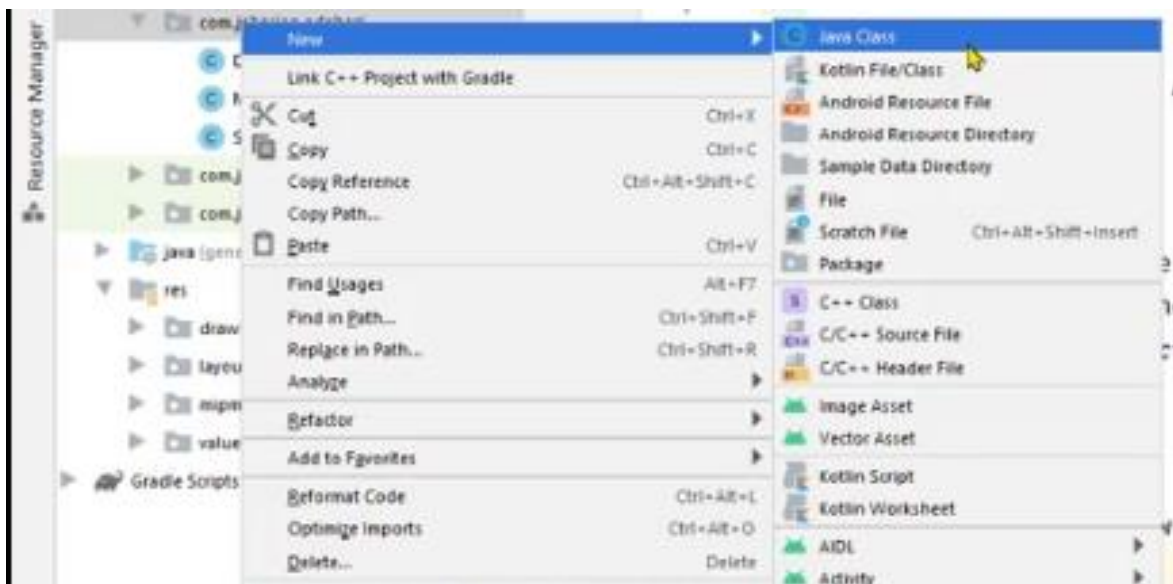 Resource Manager
New
Link C++ Project with Gradle
Cut Ctrl+X
Copy Ctrl+C
Copy Reference Ctrl+Alt+Shift+C
Copy Path...
Paste Ctrl+V
Find Usages Alt+F7
Find in Path... Ctrl+Shift+F
Replace in Path... Ctrl+Shift+R
Analyze
Refactor
Add to Favorites
Reformat Code Ctrl+Alt+L
Optimize Imports Ctrl+Alt+O
Delete... Delete
Java Class
Kotlin File/Class
Android Resource File
Android Resource Directory
Sample Data Directory
File
Scratch File Ctrl+Alt+Shift+Insert
Package
C++ Class
C/C++ Source File
C/C++ Header File
Image Asset
Vector Asset
Kotlin Script
Kotlin Worksheet
AIDL
Activity
com.j
com.j
java (gene
res
draw
layou
mipm
value
Gradle Scripts